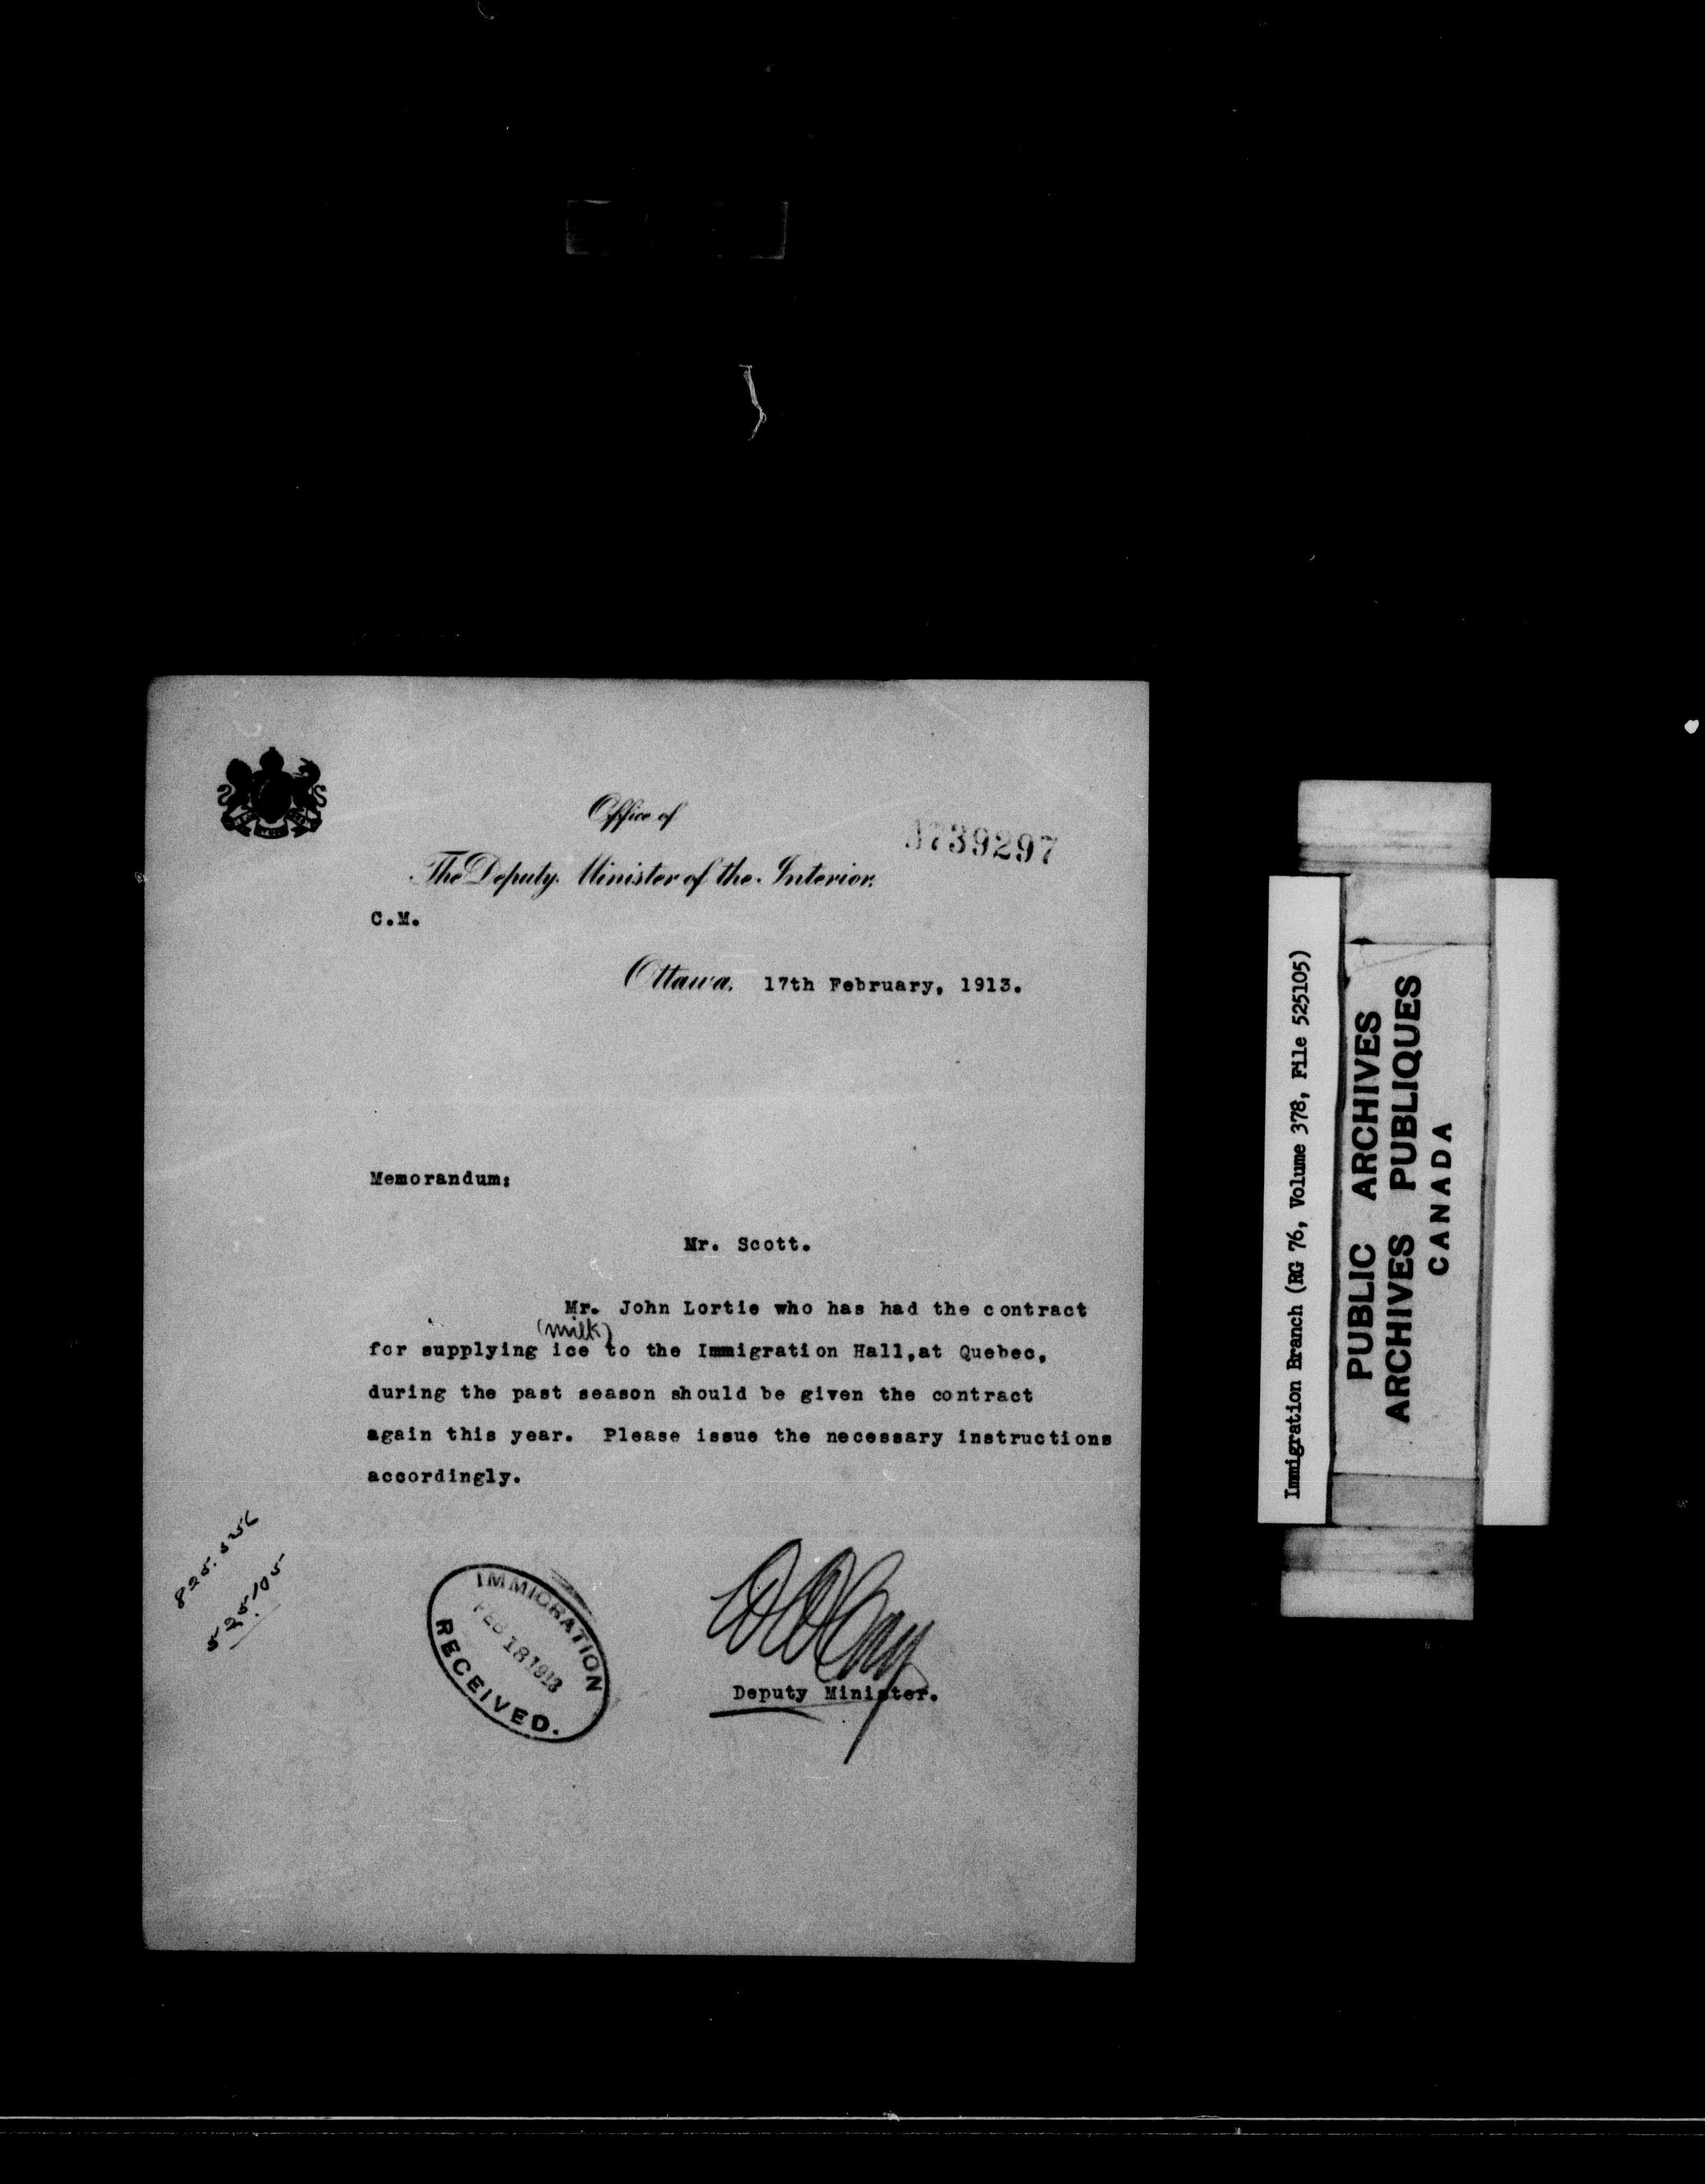 Office of
A739297
The Deputy Minister of the Interior.
C.M.
Ottawa, 17th February, 1913.
Memorandum:
Mr. Scott.
Mr. John Lortie who has had the contract
(milk)
for supplying ice to the Immigration Hall,at Quebec,
during the past season should be given the contract
again this year. Please issue the necessary instructions
accordingly.
525105
IMMIGRATION
FEB 18 1913
RECEIVED.
Deputy Minister.
Immigration Branch (RG 76, Volume 378, File 525105)
PUBLIC ARCHIVES
ARCHIVES PUBLIQUES
CANADA